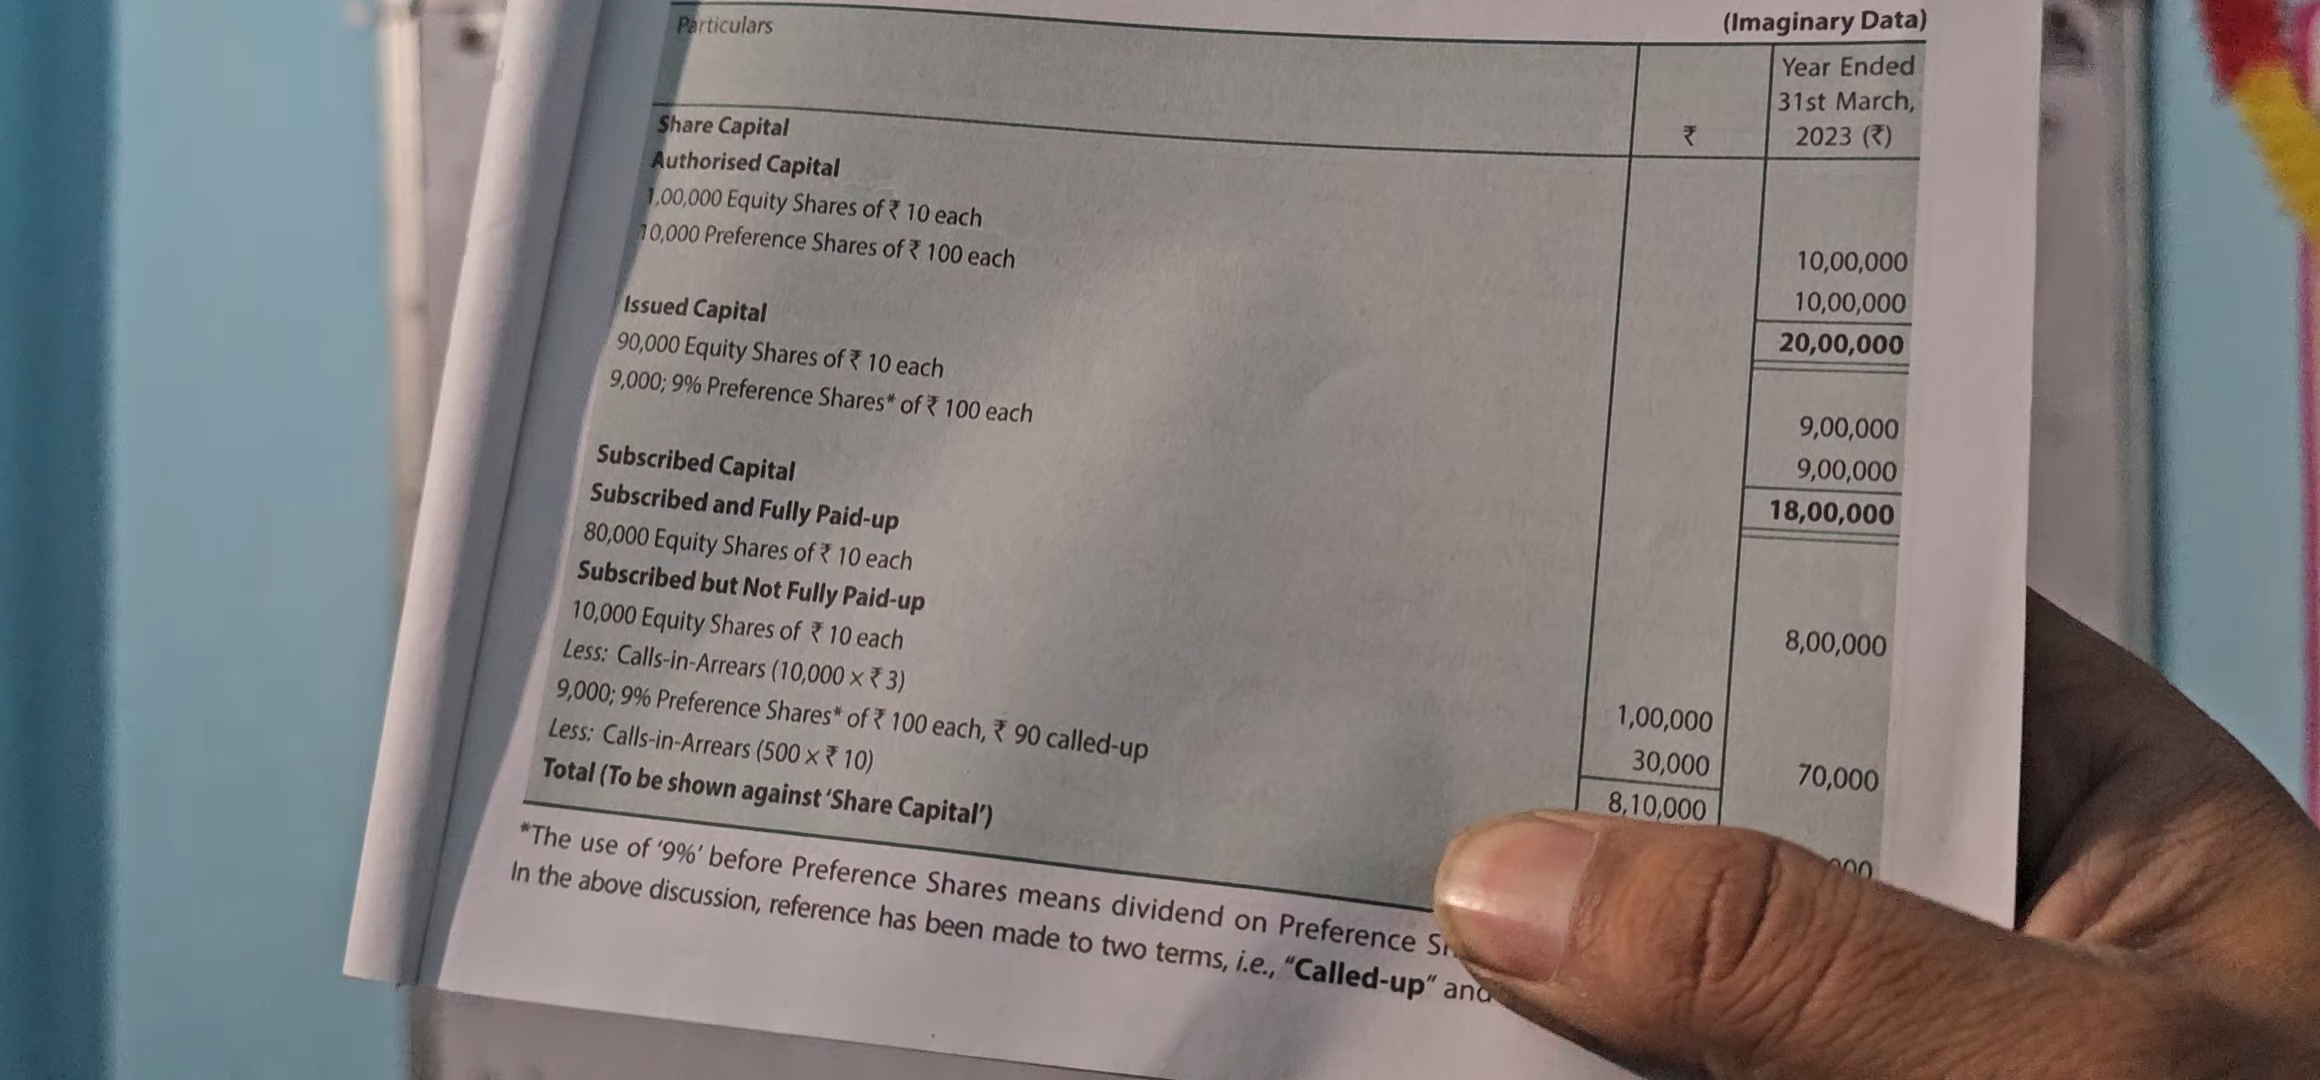 (Imaginary Data)
Particulars
₹
Year Ended
31st March,
2023 (₹)
Share Capital
Authorised Capital
1,00,000 Equity Shares of ₹ 10 each
10,00,000
10,000 Preference Shares of ₹ 100 each
10,00,000
20,00,000
Issued Capital
90,000 Equity Shares of ₹ 10 each
9,00,000
9,000; 9% Preference Shares* of ₹ 100 each
9,00,000
18,00,000
Subscribed Capital
Subscribed and Fully Paid-up
80,000 Equity Shares of ₹ 10 each
8,00,000
Subscribed but Not Fully Paid-up
10,000 Equity Shares of ₹ 10 each
1,00,000
Less: Calls-in-Arrears (10,000 × ₹ 3)
30,000
70,000
9,000; 9% Preference Shares* of ₹ 100 each, ₹ 90 called-up
8,10,000
Less: Calls-in-Arrears (500 × ₹ 10)
Total (To be shown against 'Share Capital')
*The use of '9%' before Preference Shares means dividend on Preference
In the above discussion, reference has been made to two terms, i.e., "Called-up" and